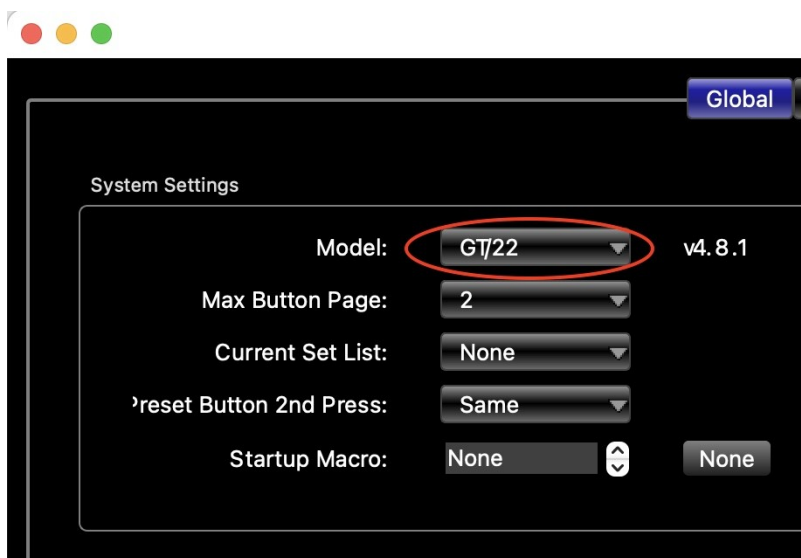 Global
System Settings
Model: GT/22 v4.8.1
Max Button Page: 2
Current Set List: None
Preset Button 2nd Press: Same
Startup Macro: None None